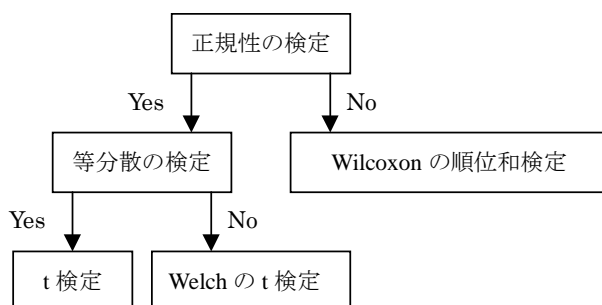 正規性の検定
Yes
No
等分散の検定
Wilcoxon の順位和検定
Yes
No
t 検定
Welch の t 検定